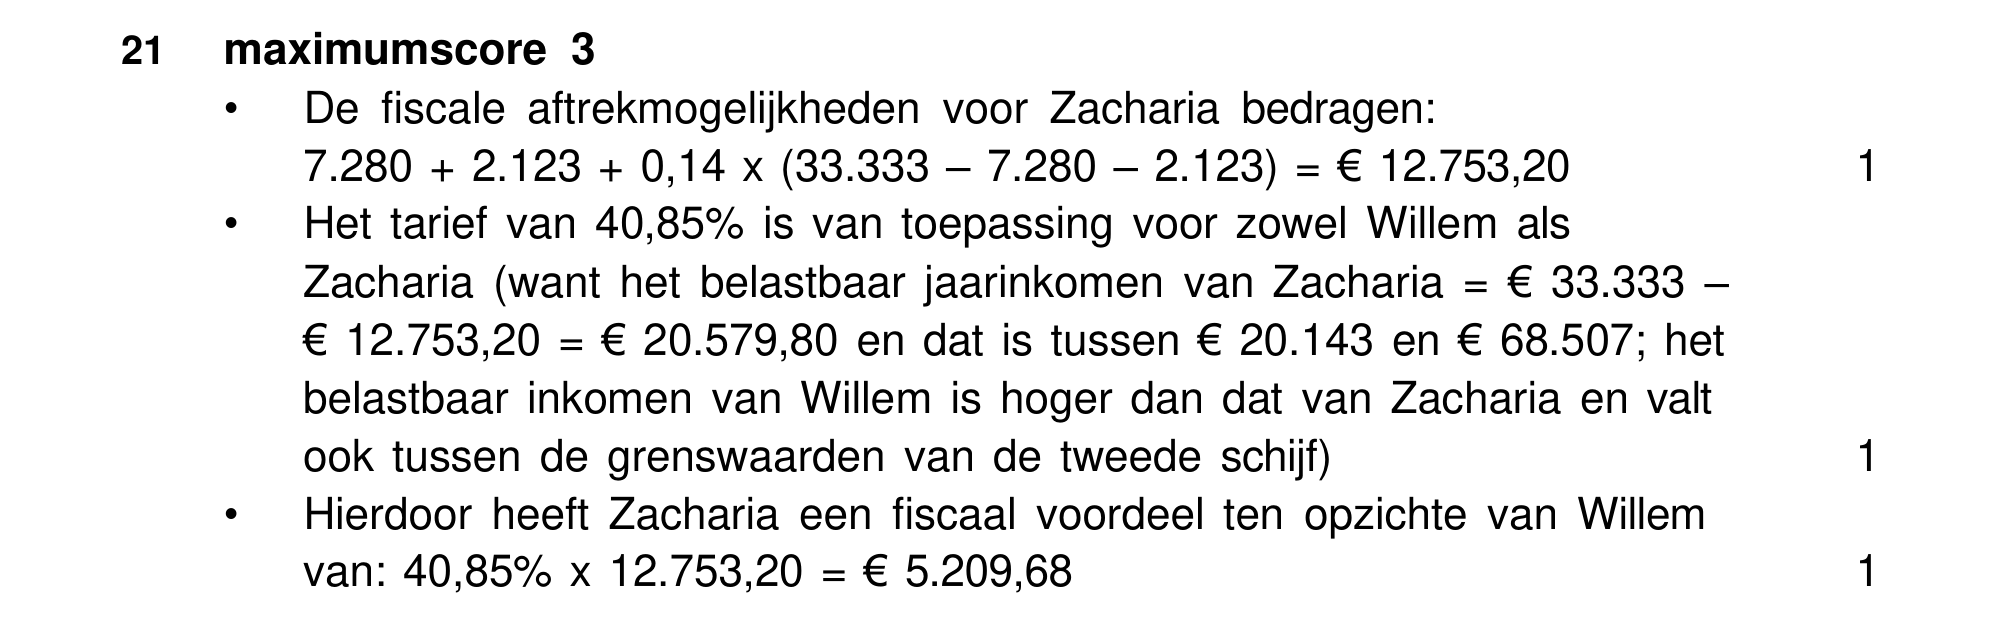 21 maximumscore 3
• De fiscale aftrekmogelijkheden voor Zacharia bedragen:
7.280 + 2.123 + 0,14 x (33.333 – 7.280 – 2.123) = € 12.753,20 1
• Het tarief van 40,85% is van toepassing voor zowel Willem als
Zacharia (want het belastbaar jaarinkomen van Zacharia = € 33.333 –
€ 12.753,20 = € 20.579,80 en dat is tussen € 20.143 en € 68.507; het
belastbaar inkomen van Willem is hoger dan dat van Zacharia en valt
ook tussen de grenswaarden van de tweede schijf) 1
• Hierdoor heeft Zacharia een fiscaal voordeel ten opzichte van Willem
van: 40,85% x 12.753,20 = € 5.209,68 1